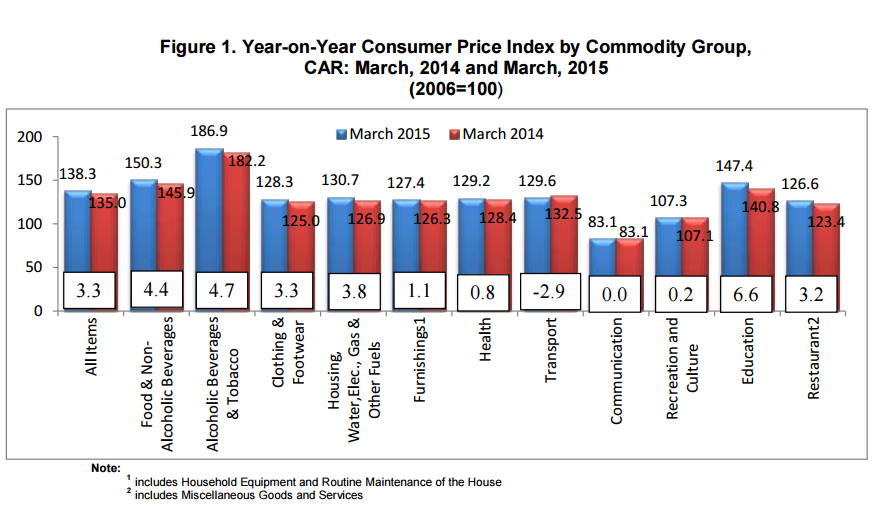 Figure 1. Year-on-Year Consumer Price Index by Commodity Group,
CAR: March, 2014 and March, 2015
(2006=100)
March 2015 March 2014
200
150
100
50
0
138.3 135.0
150.3 145.9
186.9 182.2
128.3 125.0
130.7 126.9
127.4 126.3
129.2 128.4
129.6 132.5
83.1 83.1
107.3 107.1
147.4 140.8
126.6 123.4
3.3 4.4 4.7 3.3 3.8 1.1 0.8 -2.9 0.0 0.2 6.6 3.2
All Items
Food & Non-
Alcoholic Beverages
Alcoholic Beverages
& Tobacco
Clothing &
Footwear
Housing,
Water,Elec., Gas &
Other Fuels
Furnishings1
Health
Transport
Communication
Recreation and
Culture
Education
Restaurant2
Note:
1 includes Household Equipment and Routine Maintenance of the House
2 includes Miscellaneous Goods and Services